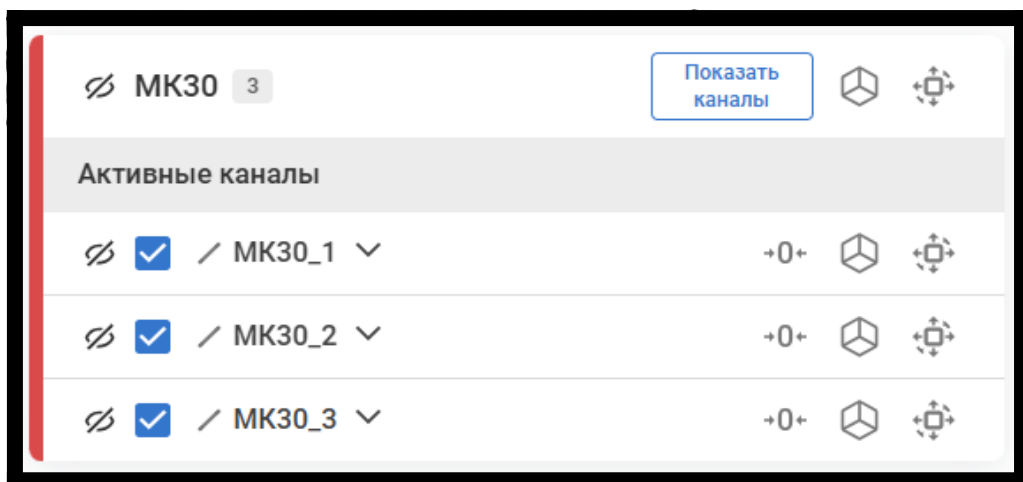 МК30 3
Показать
каналы
Активные каналы
МК30_1 →0←
МК30_2 →0←
МК30_3 →0←